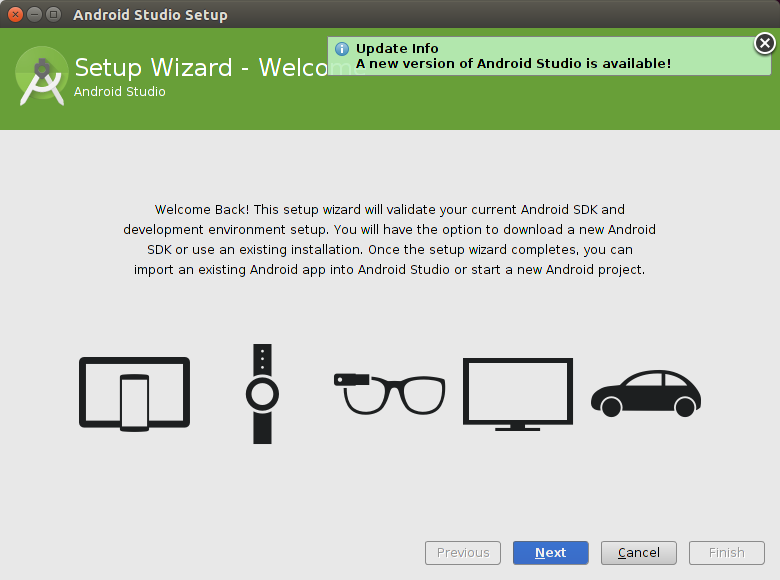 Android Studio Setup
Update Info
A new version of Android Studio is available!
Setup Wizard - Welcome
Android Studio
Welcome Back! This setup wizard will validate your current Android SDK and
development environment setup. You will have the option to download a new Android
SDK or use an existing installation. Once the setup wizard completes, you can
import an existing Android app into Android Studio or start a new Android project.
Previous
Next
Cancel
Finish